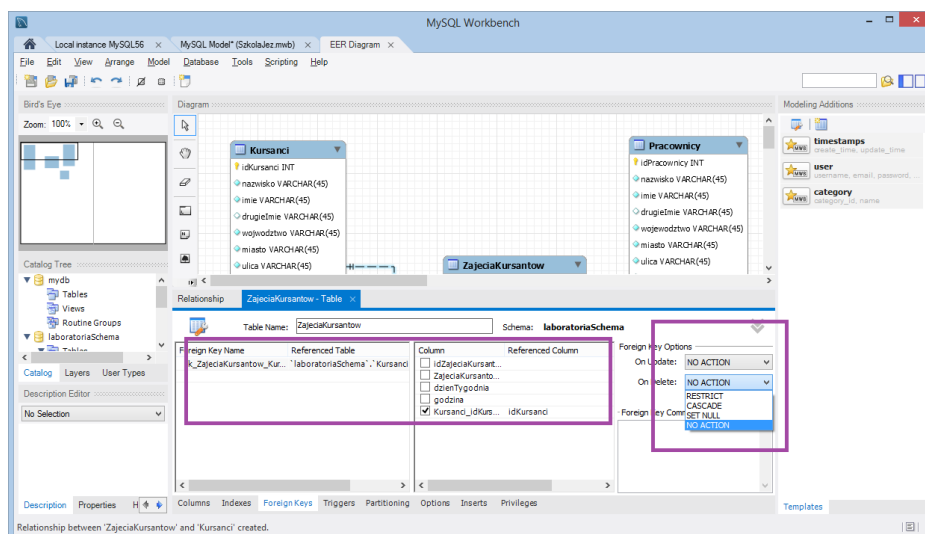 MySQL Workbench
Local instance MySQL56 × MySQL Model* (SzkolaJez.mwb) × EER Diagram ×
File Edit View Arrange Model Database Tools Scripting Help
Bird's Eye
Zoom: 100%
Diagram
Modeling Additions
timestamps
create_time, update_time
user
username, email, password, ...
category
category_id, name
Kursanci
idKursanci INT
nazwisko VARCHAR(45)
imie VARCHAR(45)
drugieImie VARCHAR(45)
wojwodztwo VARCHAR(45)
miasto VARCHAR(45)
ulica VARCHAR(45)
Pracownicy
idPracownicy INT
nazwisko VARCHAR(45)
imie VARCHAR(45)
drugieImie VARCHAR(45)
wojewodztwo VARCHAR(45)
miasto VARCHAR(45)
ulica VARCHAR(45)
ZajeciaKursantow
Catalog Tree
mydb
Tables
Views
Routine Groups
laboratoriaSchema
Tables
Catalog Layers User Types
Description Editor
No Selection
Description Properties H
Relationship ZajeciaKursantow - Table ×
Table Name: ZajeciaKursantow Schema: laboratoriaSchema
Foreign Key Name Referenced Table
k_ZajeciaKursantow_Kur... `laboratoriaSchema`.`Kursanci
Column Referenced Column
idZajeciaKursant...
ZajeciaKursanto...
dzienTygodnia
godzina
Kursanci_idKurs... idKursanci
Foreign Key Options
On Update: NO ACTION
On Delete: NO ACTION
RESTRICT
CASCADE
SET NULL
NO ACTION
Foreign Key Com
Columns Indexes Foreign Keys Triggers Partitioning Options Inserts Privileges
Templates
Relationship between 'ZajeciaKursantow' and 'Kursanci' created.